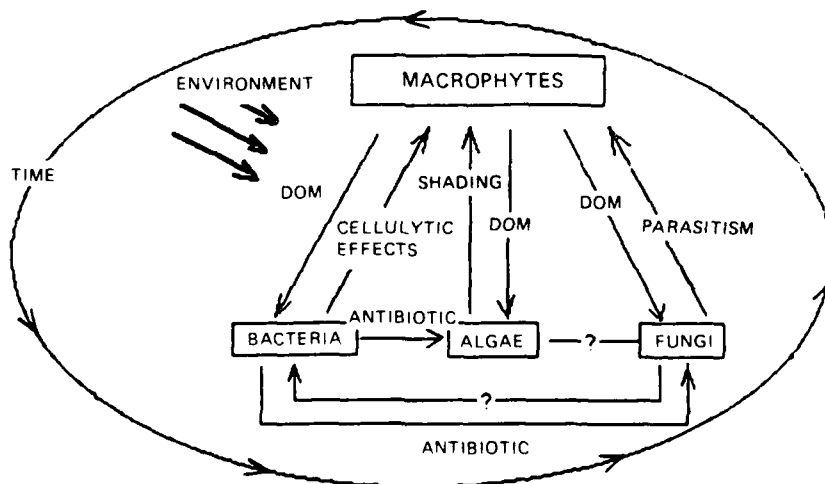 ENVIRONMENT
MACROPHYTES
TIME
DOM
CELLULYTIC
EFFECTS
SHADING
DOM
DOM
PARASITISM
BACTERIA
ANTIBIOTIC
ALGAE
?
FUNGI
?
ANTIBIOTIC